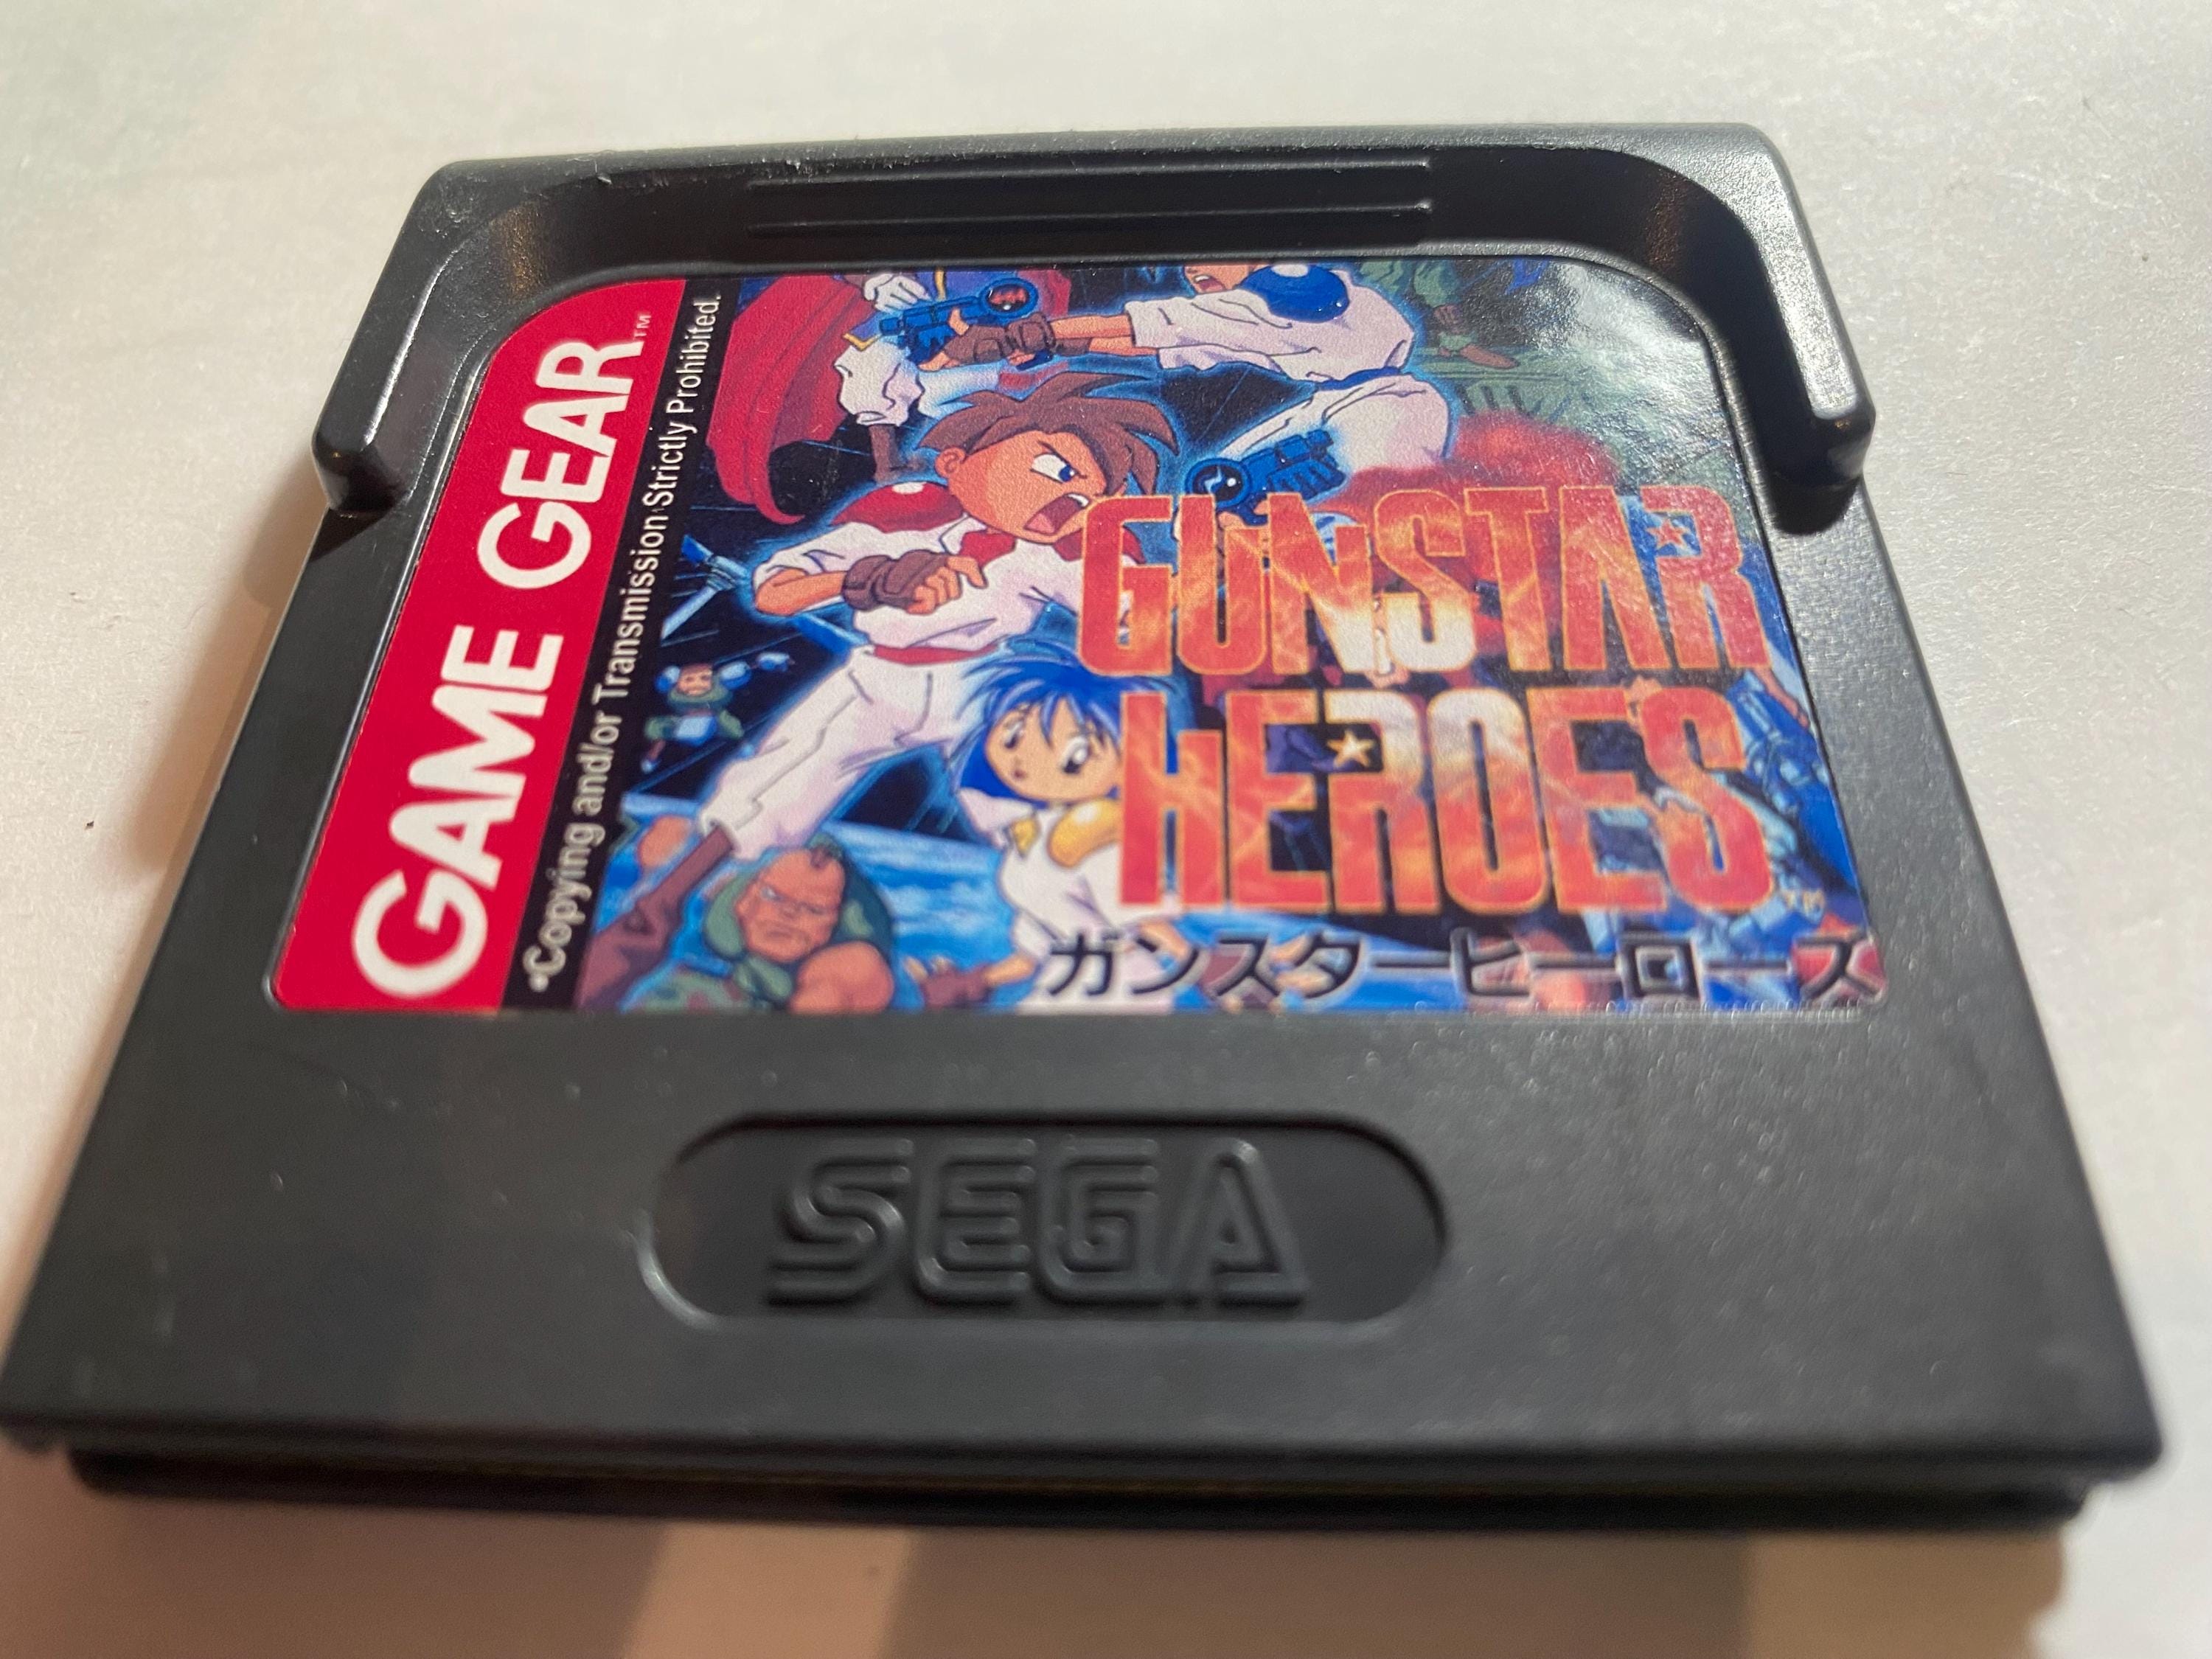 GAME GEAR™
•Copying and/or Transmission Strictly Prohibited.
GUNSTAR
HEROES™
ガンスターヒーローズ
SEGA